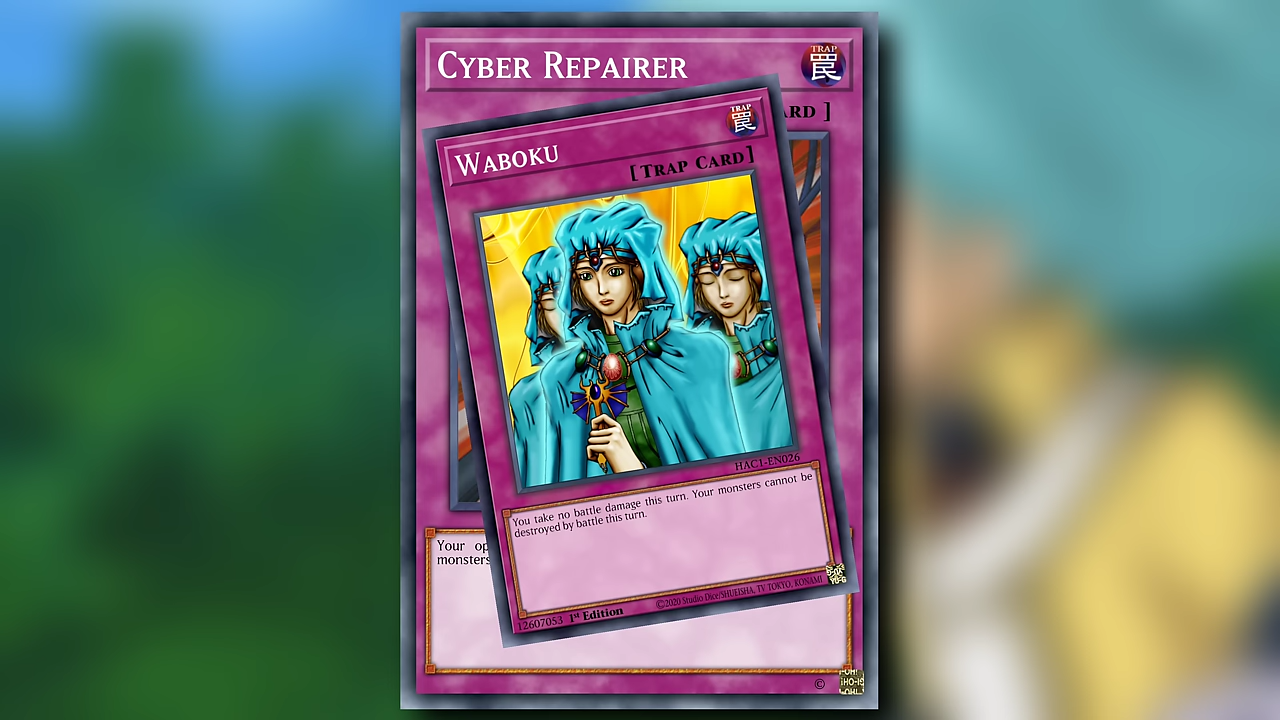 CYBER REPAIRER
TRAP
罠
ARD ]
WABOKU
TRAP
罠
[TRAP CARD]
HAC1-EN026
You take no battle damage this turn. Your monsters cannot be
destroyed by battle this turn.
Your op
monsters
12607053 1st Edition ©2020 Studio Dice/SHUEISHA, TV TOKYO, KONAMI
©